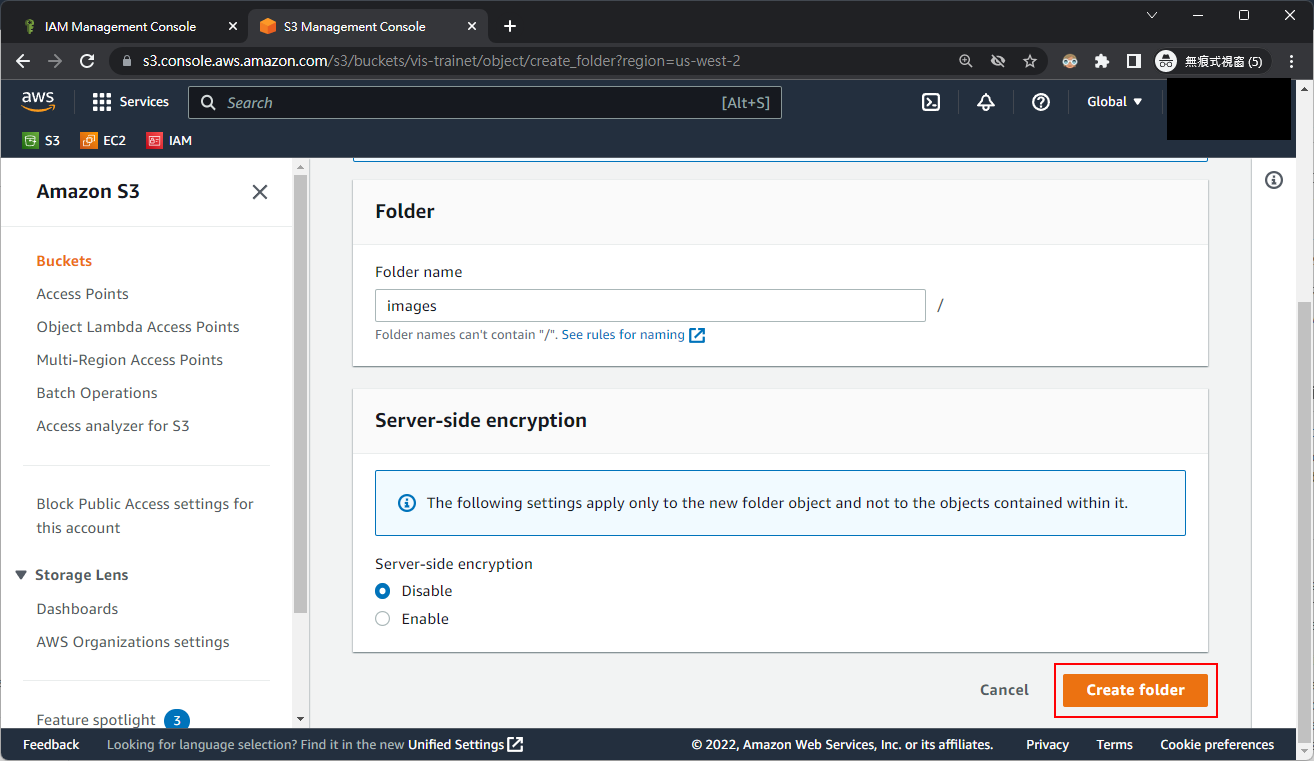 IAM Management Console
S3 Management Console
s3.console.aws.amazon.com/s3/buckets/vis-trainet/object/create_folder?region=us-west-2
無痕式視窗 (5)
aws
Services
Search
[Alt+S]
Global
S3
EC2
IAM
Amazon S3
Buckets
Access Points
Object Lambda Access Points
Multi-Region Access Points
Batch Operations
Access analyzer for S3
Block Public Access settings for
this account
Storage Lens
Dashboards
AWS Organizations settings
Feature spotlight 3
Folder
Folder name
images
/
Folder names can't contain "/". See rules for naming
Server-side encryption
The following settings apply only to the new folder object and not to the objects contained within it.
Server-side encryption
Disable
Enable
Cancel
Create folder
Feedback
Looking for language selection? Find it in the new Unified Settings
© 2022, Amazon Web Services, Inc. or its affiliates.
Privacy
Terms
Cookie preferences